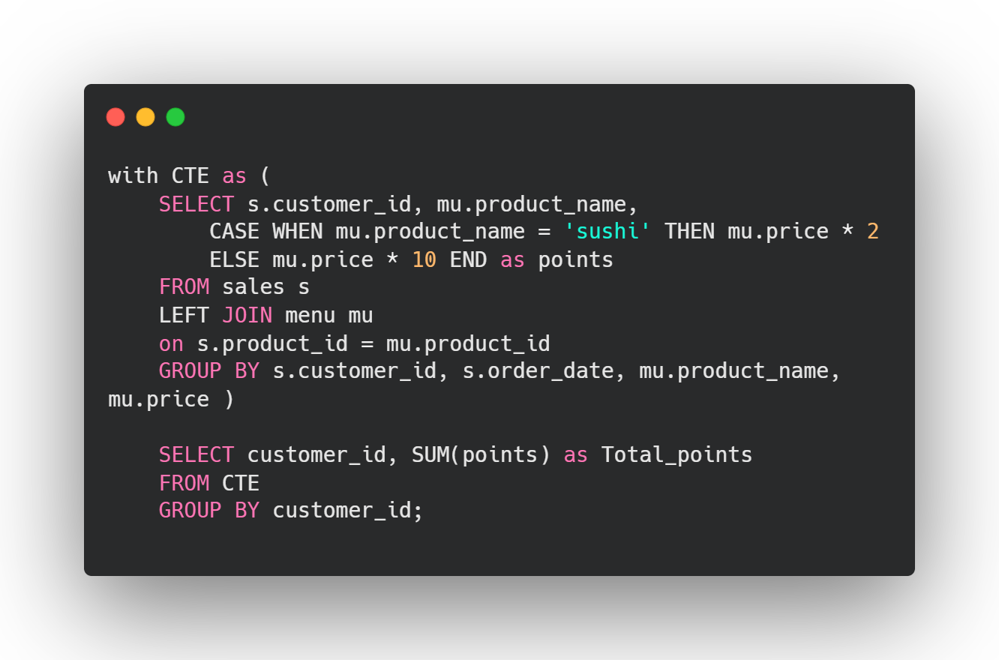 with CTE as (
    SELECT s.customer_id, mu.product_name,
        CASE WHEN mu.product_name = 'sushi' THEN mu.price * 2
        ELSE mu.price * 10 END as points
    FROM sales s
    LEFT JOIN menu mu
    on s.product_id = mu.product_id
    GROUP BY s.customer_id, s.order_date, mu.product_name,
mu.price )

    SELECT customer_id, SUM(points) as Total_points
    FROM CTE
    GROUP BY customer_id;